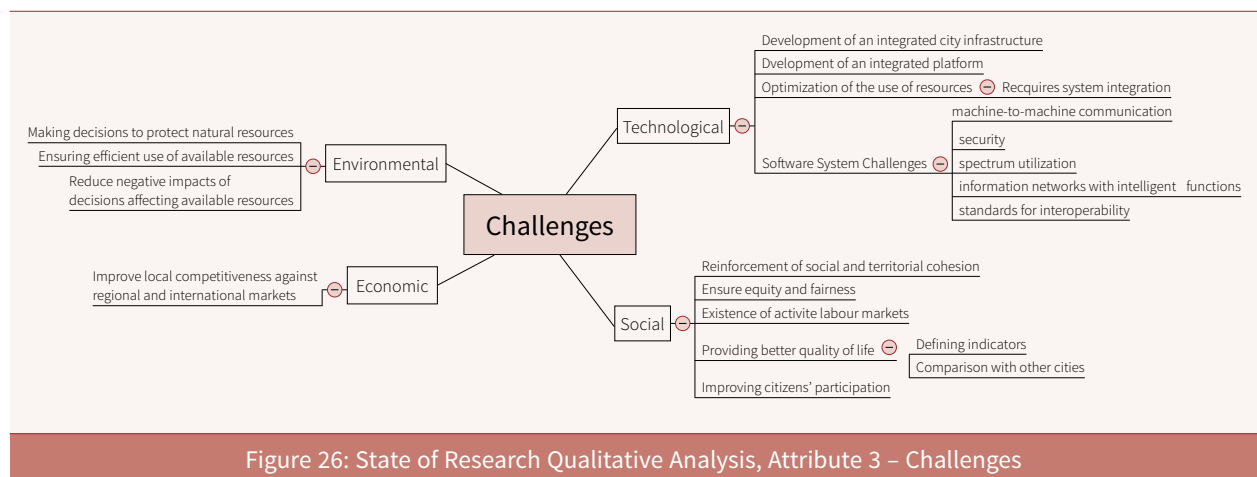 Challenges
Technological
Development of an integrated city infrastructure
Dvelopment of an integrated platform
Optimization of the use of resources
Recquires system integration
Software System Challenges
machine-to-machine communication
security
spectrum utilization
information networks with intelligent functions
standards for interoperability
Environmental
Making decisions to protect natural resources
Ensuring efficient use of available resources
Reduce negative impacts of
decisions affecting available resources
Economic
Improve local competitiveness against
regional and international markets
Social
Reinforcement of social and territorial cohesion
Ensure equity and fairness
Existence of activite labour markets
Providing better quality of life
Defining indicators
Comparison with other cities
Improving citizens’ participation
Figure 26: State of Research Qualitative Analysis, Attribute 3 – Challenges